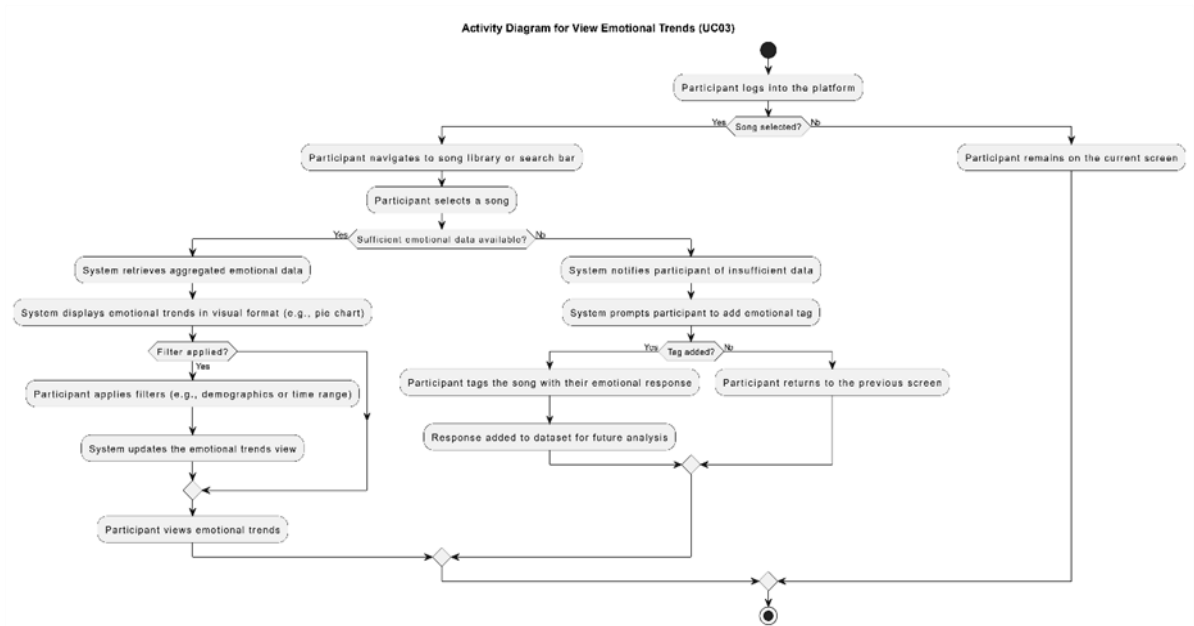 Activity Diagram for View Emotional Trends (UC03)
Participant logs into the platform
Yes
Song selected?
No
Participant navigates to song library or search bar
Participant remains on the current screen
Participant selects a song
Yes
Sufficient emotional data available?
No
System retrieves aggregated emotional data
System notifies participant of insufficient data
System displays emotional trends in visual format (e.g., pie chart)
System prompts participant to add emotional tag
Filter applied?
Yes
Yes
Tag added?
No
Participant applies filters (e.g., demographics or time range)
Participant tags the song with their emotional response
Participant returns to the previous screen
System updates the emotional trends view
Response added to dataset for future analysis
Participant views emotional trends